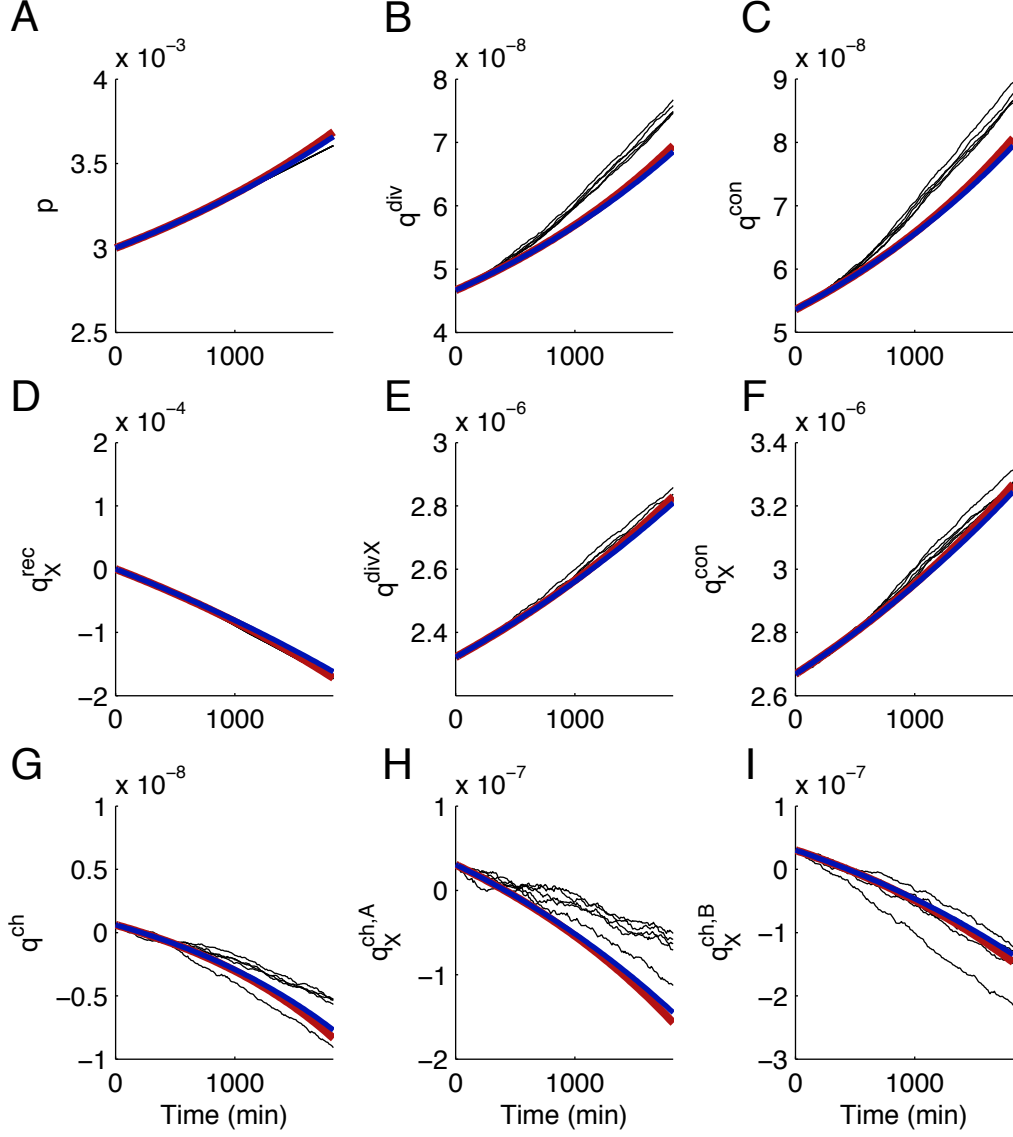 A
B
C
x 10⁻³
x 10⁻⁸
x 10⁻⁸
4
3.5
3
2.5
p
0
1000
8
7
6
5
4
q^div
0
1000
9
8
7
6
5
q^con
0
1000
D
E
F
x 10⁻⁴
x 10⁻⁶
x 10⁻⁶
2
1
0
−1
−2
q_X^rec
0
1000
3
2.8
2.6
2.4
q^divX
0
1000
3.4
3.2
3
2.8
2.6
q_X^con
0
1000
G
H
I
x 10⁻⁸
x 10⁻⁷
x 10⁻⁷
1
0.5
0
−0.5
−1
q^ch
0
1000
Time (min)
1
0
−1
−2
q_X^ch,A
0
1000
Time (min)
1
0
−1
−2
−3
q_X^ch,B
0
1000
Time (min)